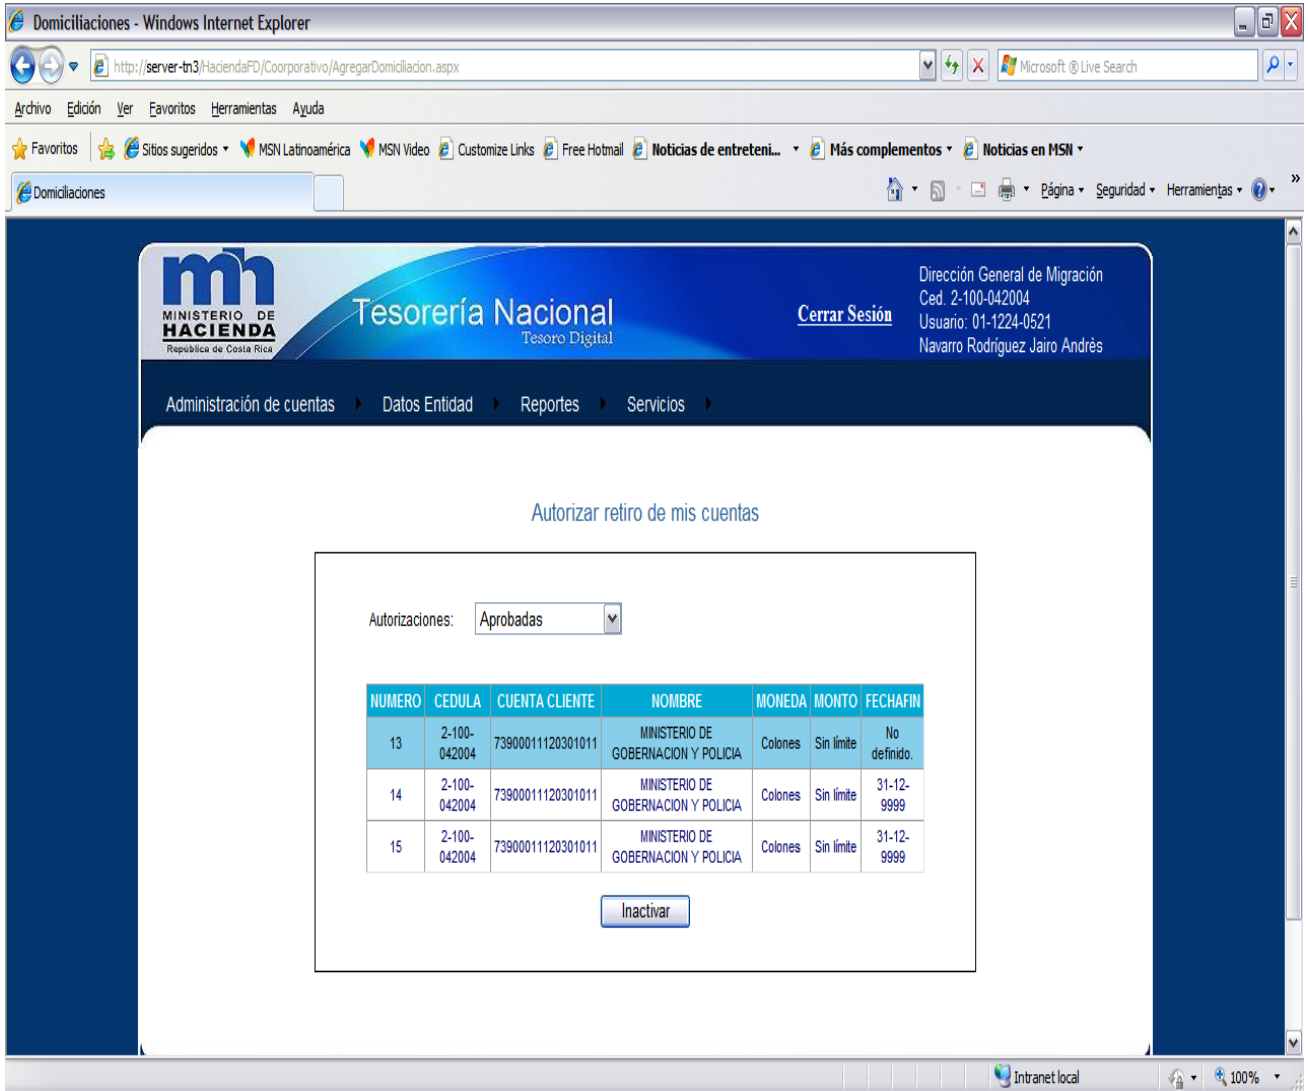 Domiciliaciones - Windows Internet Explorer
http://server-tn3/HaciendaFD/Coorporativo/AgregarDomiciliacion.aspx
Microsoft ® Live Search
Archivo Edición Ver Favoritos Herramientas Ayuda
Favoritos Sitios sugeridos MSN Latinoamérica MSN Video Customize Links Free Hotmail Noticias de entreteni... Más complementos Noticias en MSN
Domiciliaciones
Página Seguridad Herramientas »
mh
MINISTERIO DE
HACIENDA
República de Costa Rica
Tesorería Nacional
Tesoro Digital
Cerrar Sesión
Dirección General de Migración
Ced. 2-100-042004
Usuario: 01-1224-0521
Navarro Rodríguez Jairo Andrès
Administración de cuentas Datos Entidad Reportes Servicios
Autorizar retiro de mis cuentas
Autorizaciones: Aprobadas
NUMERO CEDULA CUENTA CLIENTE NOMBRE MONEDA MONTO FECHAFIN
13 2-100-042004 73900011120301011 MINISTERIO DE GOBERNACION Y POLICIA Colones Sin límite No definido.
14 2-100-042004 73900011120301011 MINISTERIO DE GOBERNACION Y POLICIA Colones Sin límite 31-12-9999
15 2-100-042004 73900011120301011 MINISTERIO DE GOBERNACION Y POLICIA Colones Sin límite 31-12-9999
Inactivar
Intranet local
100%